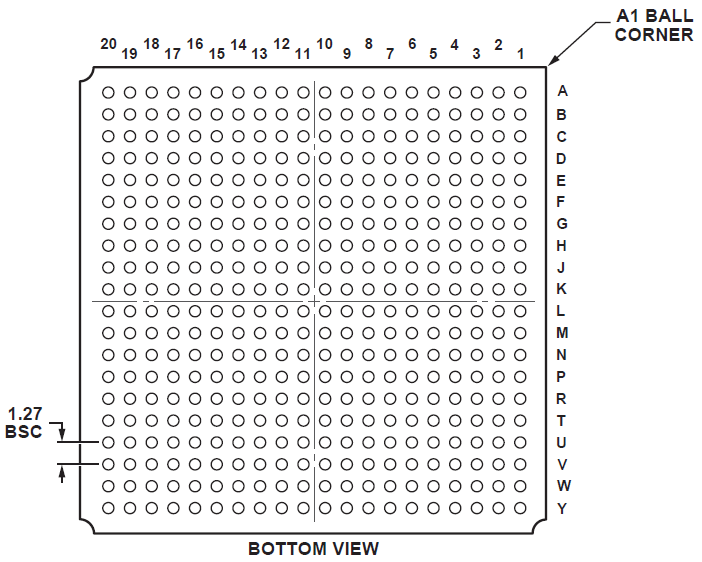 A1 BALL
CORNER
20 18 16 14 12 10 8 6 4 2
19 17 15 13 11 9 7 5 3 1
A
B
C
D
E
F
G
H
J
K
L
M
N
P
R
T
1.27
BSC
U
V
W
Y
BOTTOM VIEW